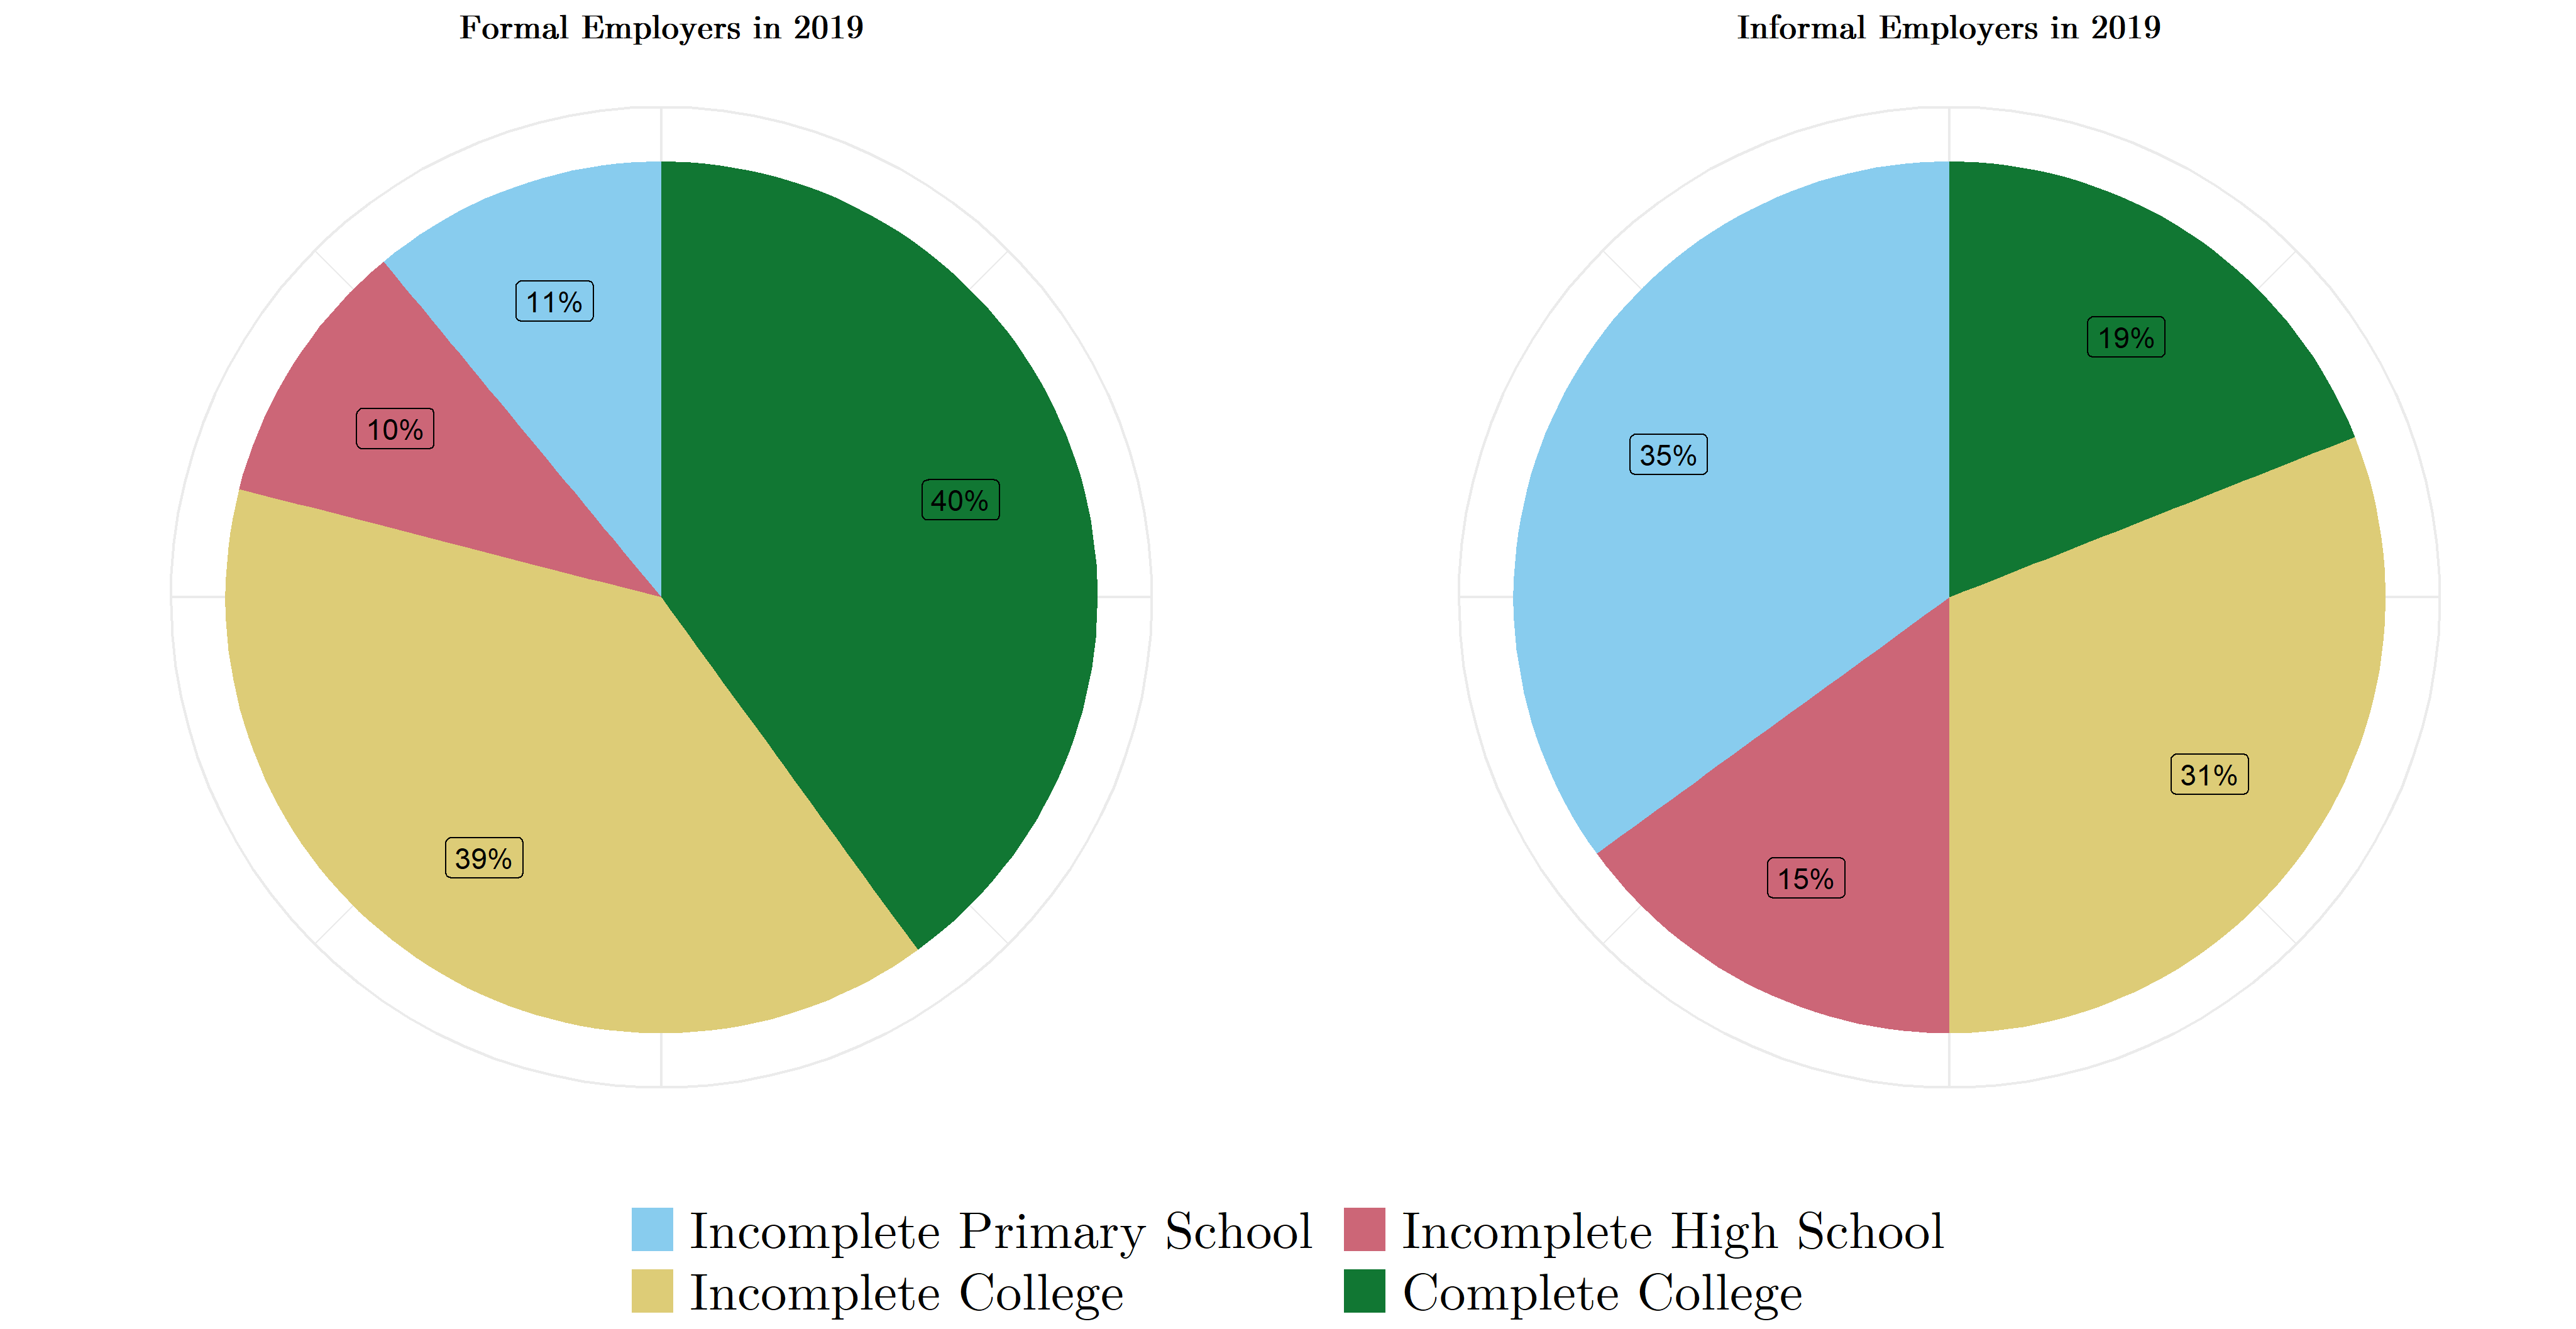 Formal Employers in 2019
11%
10%
40%
39%
Informal Employers in 2019
19%
35%
31%
15%
Incomplete Primary School
Incomplete High School
Incomplete College
Complete College